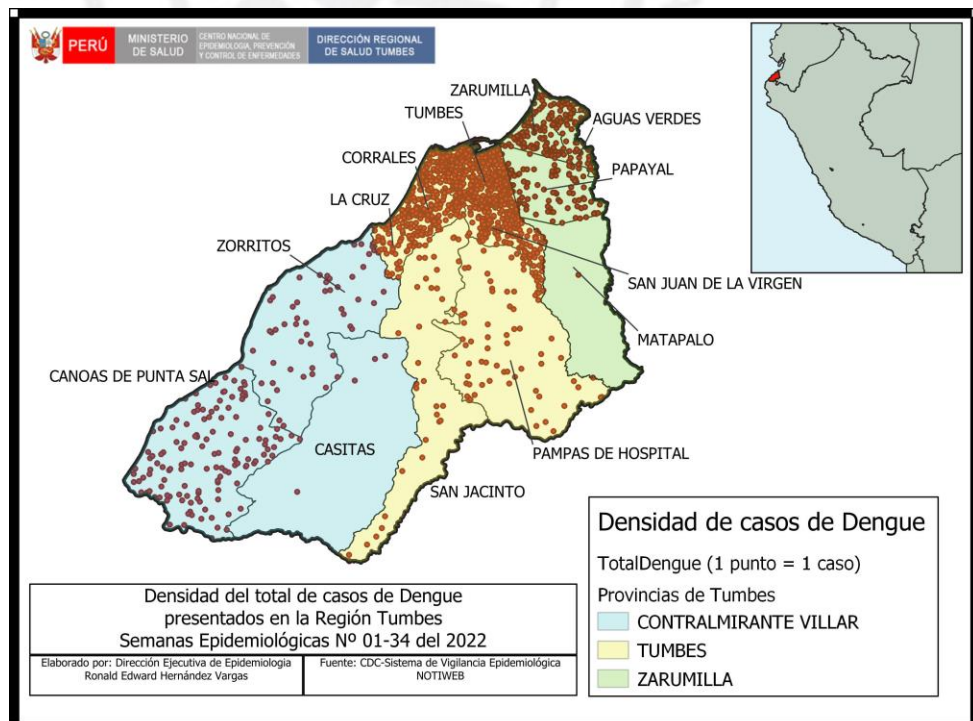 PERÚ
MINISTERIO
DE SALUD
CENTRO NACIONAL DE
EPIDEMIOLOGIA, PREVENCIÓN
Y CONTROL DE ENFERMEDADES
DIRECCIÓN REGIONAL
DE SALUD TUMBES
ZARUMILLA
TUMBES
AGUAS VERDES
CORRALES
PAPAYAL
LA CRUZ
ZORRITOS
SAN JUAN DE LA VIRGEN
MATAPALO
CANOAS DE PUNTA SAL
CASITAS
PAMPAS DE HOSPITAL
SAN JACINTO
Densidad de casos de Dengue
TotalDengue (1 punto = 1 caso)
Provincias de Tumbes
CONTRALMIRANTE VILLAR
TUMBES
ZARUMILLA
Densidad del total de casos de Dengue
presentados en la Región Tumbes
Semanas Epidemiológicas Nº 01-34 del 2022
Elaborado por: Dirección Ejecutiva de Epidemiologia
Ronald Edward Hernández Vargas
Fuente: CDC-Sistema de Vigilancia Epidemiológica
NOTIWEB